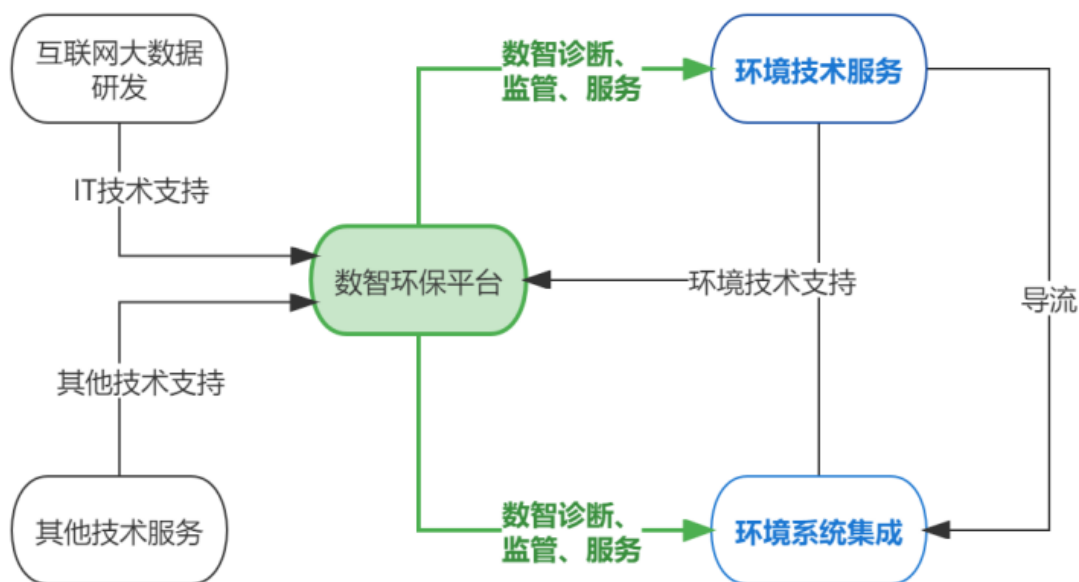 互联网大数据
研发
数智诊断、
监管、服务
环境技术服务
IT技术支持
数智环保平台
环境技术支持
导流
其他技术支持
其他技术服务
数智诊断、
监管、服务
环境系统集成